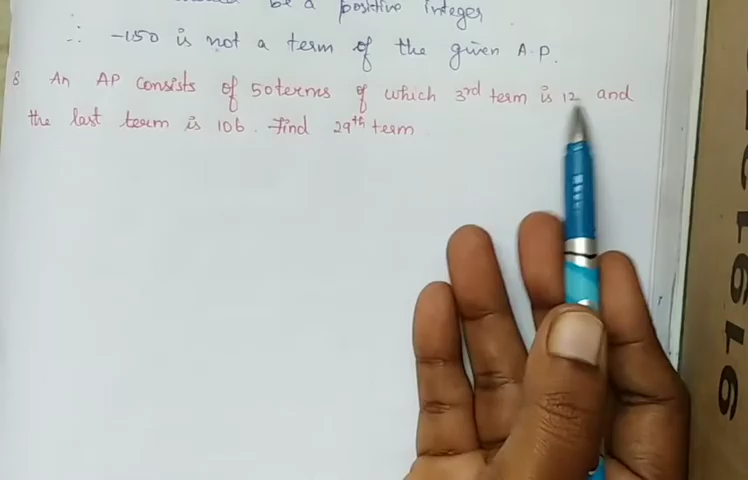 be a positive integer
∴ -150 is not a term of the given A.P.
8 An AP consists of 50 terms of which 3rd term is 12 and
the last term is 106. Find 29th term